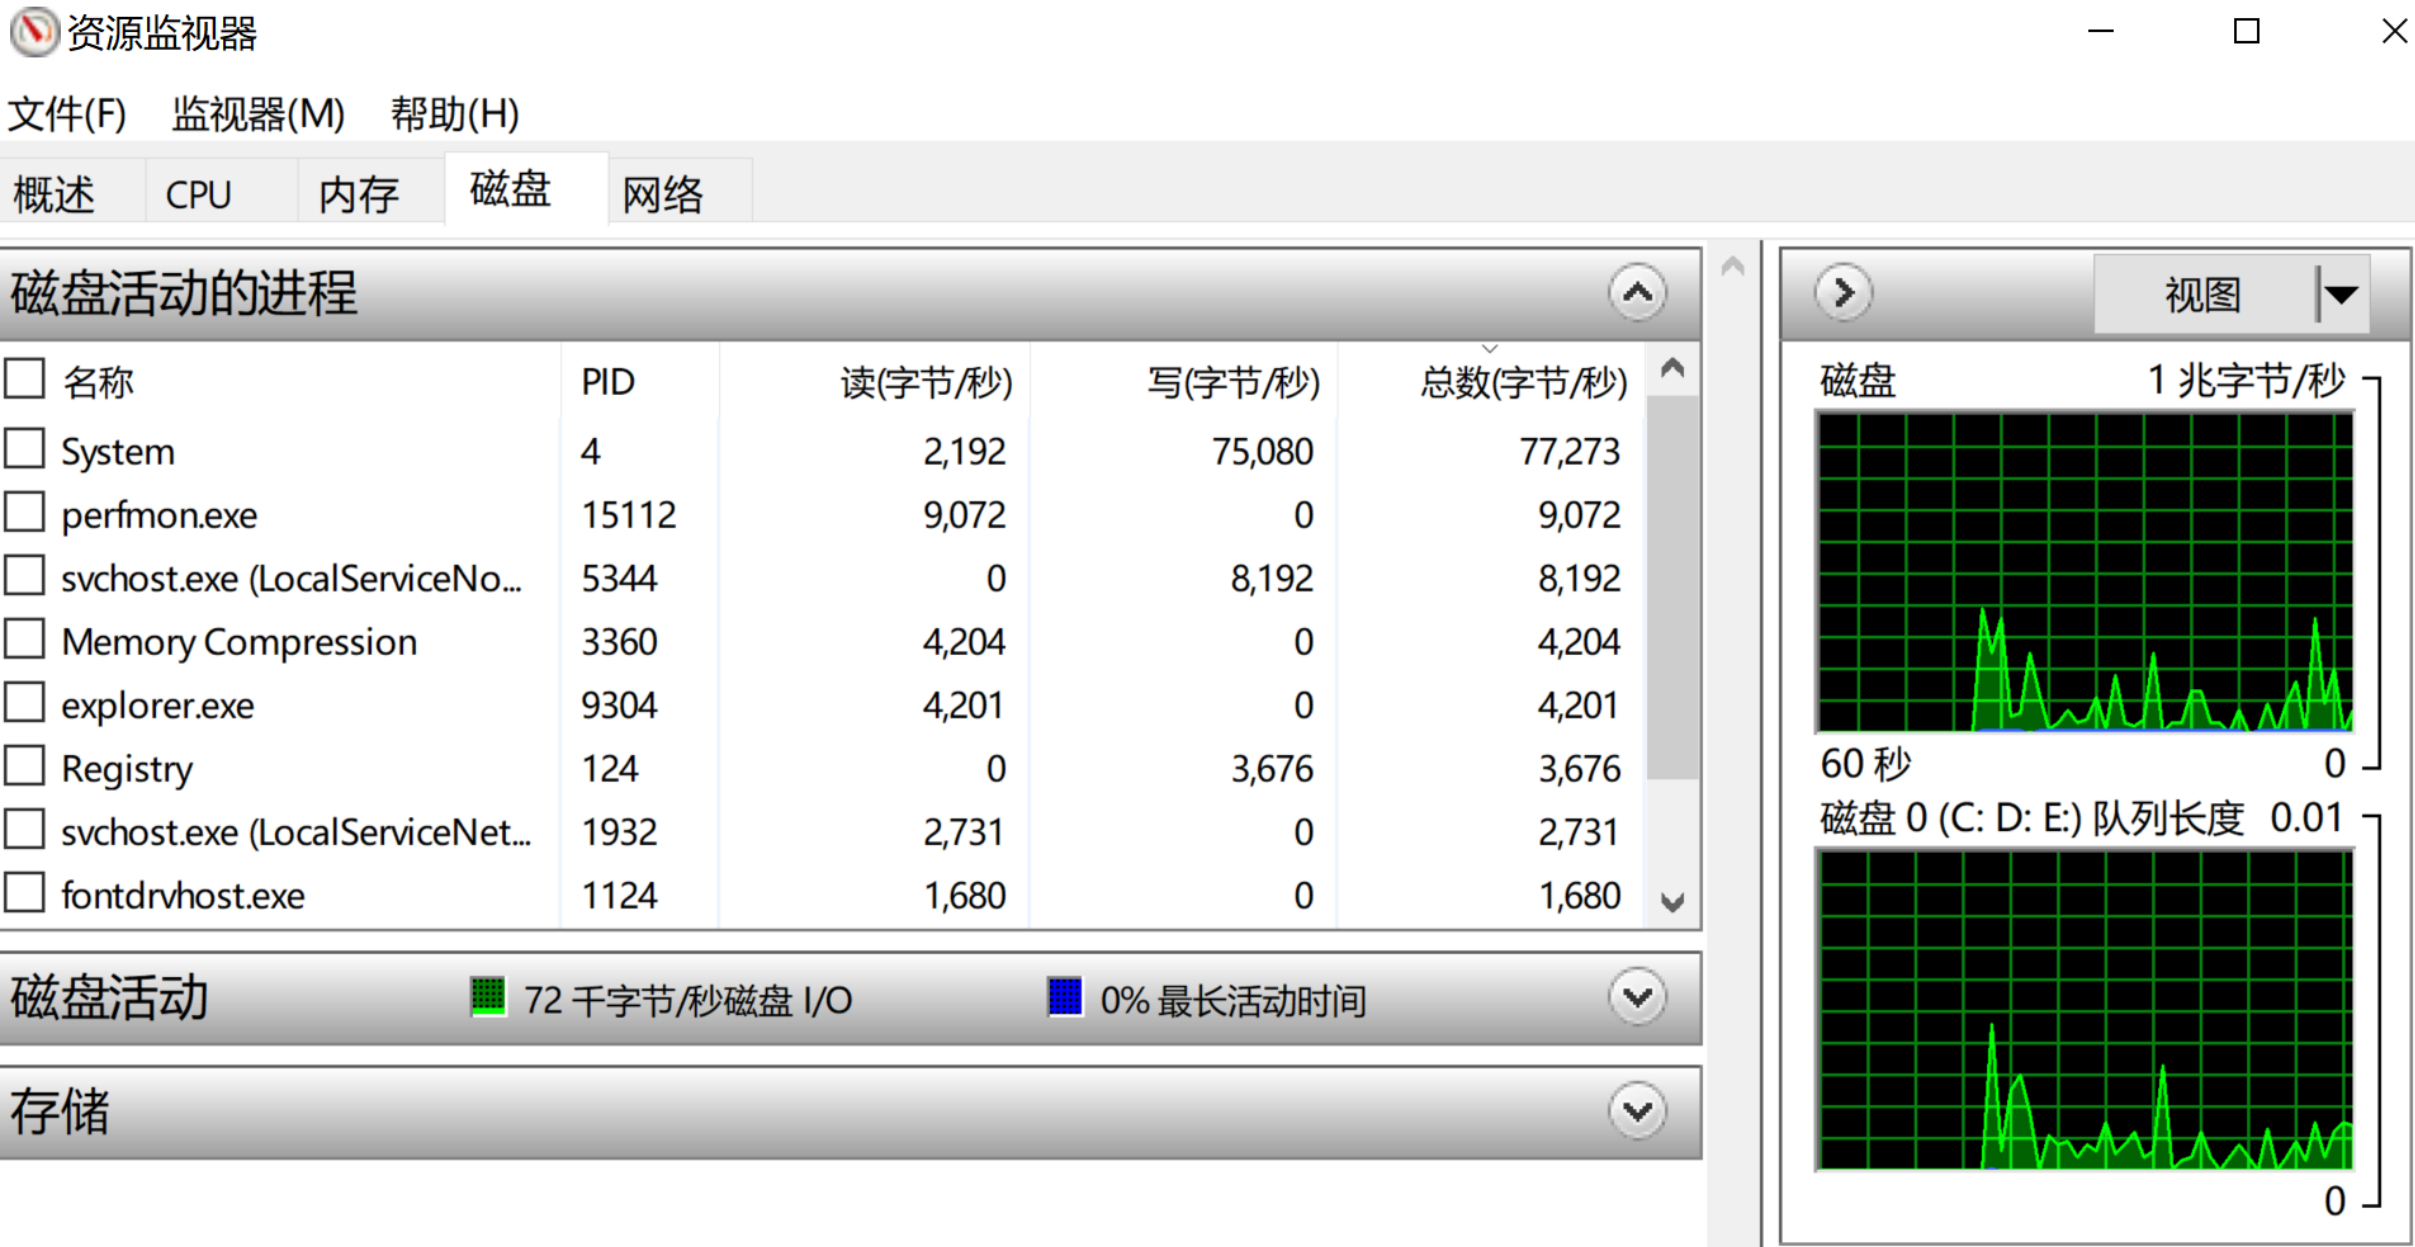 资源监视器
文件(F) 监视器(M) 帮助(H)
概述 CPU 内存 磁盘 网络
磁盘活动的进程
名称 PID 读(字节/秒) 写(字节/秒) 总数(字节/秒)
System 4 2,192 75,080 77,273
perfmon.exe 15112 9,072 0 9,072
svchost.exe (LocalServiceNo... 5344 0 8,192 8,192
Memory Compression 3360 4,204 0 4,204
explorer.exe 9304 4,201 0 4,201
Registry 124 0 3,676 3,676
svchost.exe (LocalServiceNet... 1932 2,731 0 2,731
fontdrvhost.exe 1124 1,680 0 1,680
磁盘活动 72 千字节/秒磁盘 I/O 0% 最长活动时间
存储
视图
磁盘 1 兆字节/秒
60 秒 0
磁盘 0 (C: D: E:) 队列长度 0.01
0